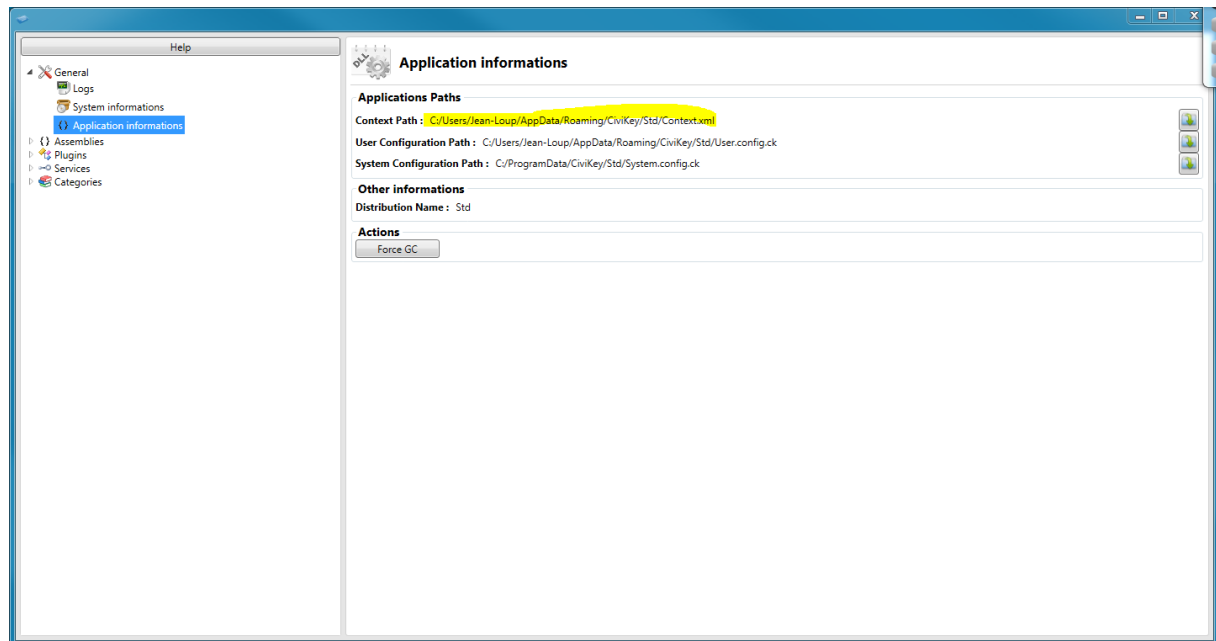 Help
General
Logs
System informations
Application informations
Assemblies
Plugins
Services
Categories
DLL
Application informations
Applications Paths
Context Path : C:/Users/Jean-Loup/AppData/Roaming/CiviKey/Std/Context.xml
User Configuration Path : C:/Users/Jean-Loup/AppData/Roaming/CiviKey/Std/User.config.ck
System Configuration Path : C:/ProgramData/CiviKey/Std/System.config.ck
Other informations
Distribution Name : Std
Actions
Force GC